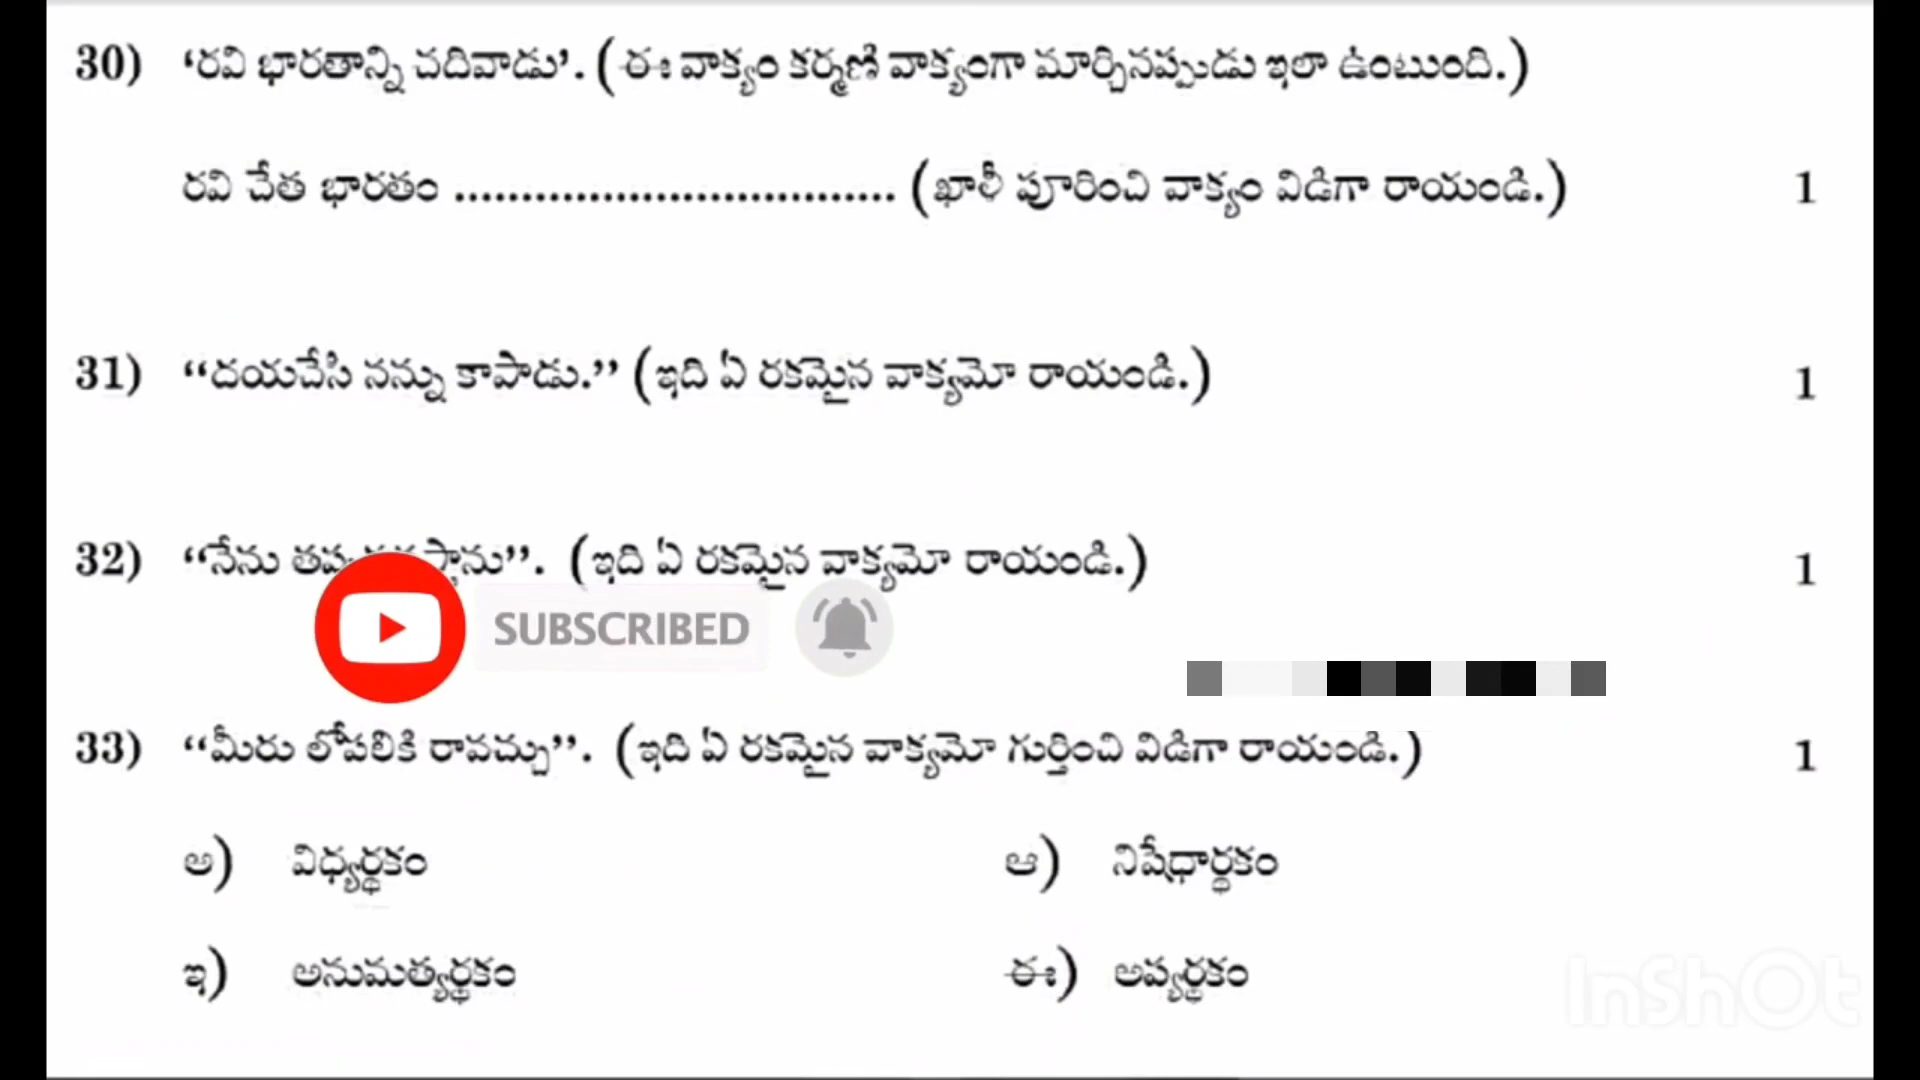 30) 'రవి భారతాన్ని చదివాడు'. ( ఈ వాక్యం కర్మణి వాక్యంగా మార్చినప్పుడు ఇలా ఉంటుంది.)
రవి చేత భారతం ................................. (ఖాళీ పూరించి వాక్యం విడిగా రాయండి.) 1
31) "దయచేసి నన్ను కాపాడు." (ఇది ఏ రకమైన వాక్యమో రాయండి.) 1
32) "నేను (ఇది ఏ రకమైన వాక్యమో రాయండి.) 1
SUBSCRIBED
33) "మీరు లోపలికి రావచ్చు". (ఇది ఏ రకమైన వాక్యమో గుర్తించి విడిగా రాయండి.) 1
అ) విధ్యర్థకం ఆ) నిషేధార్థకం
ఇ) అనుమత్యర్థకం ఈ) అప్యర్థకం
InShOt